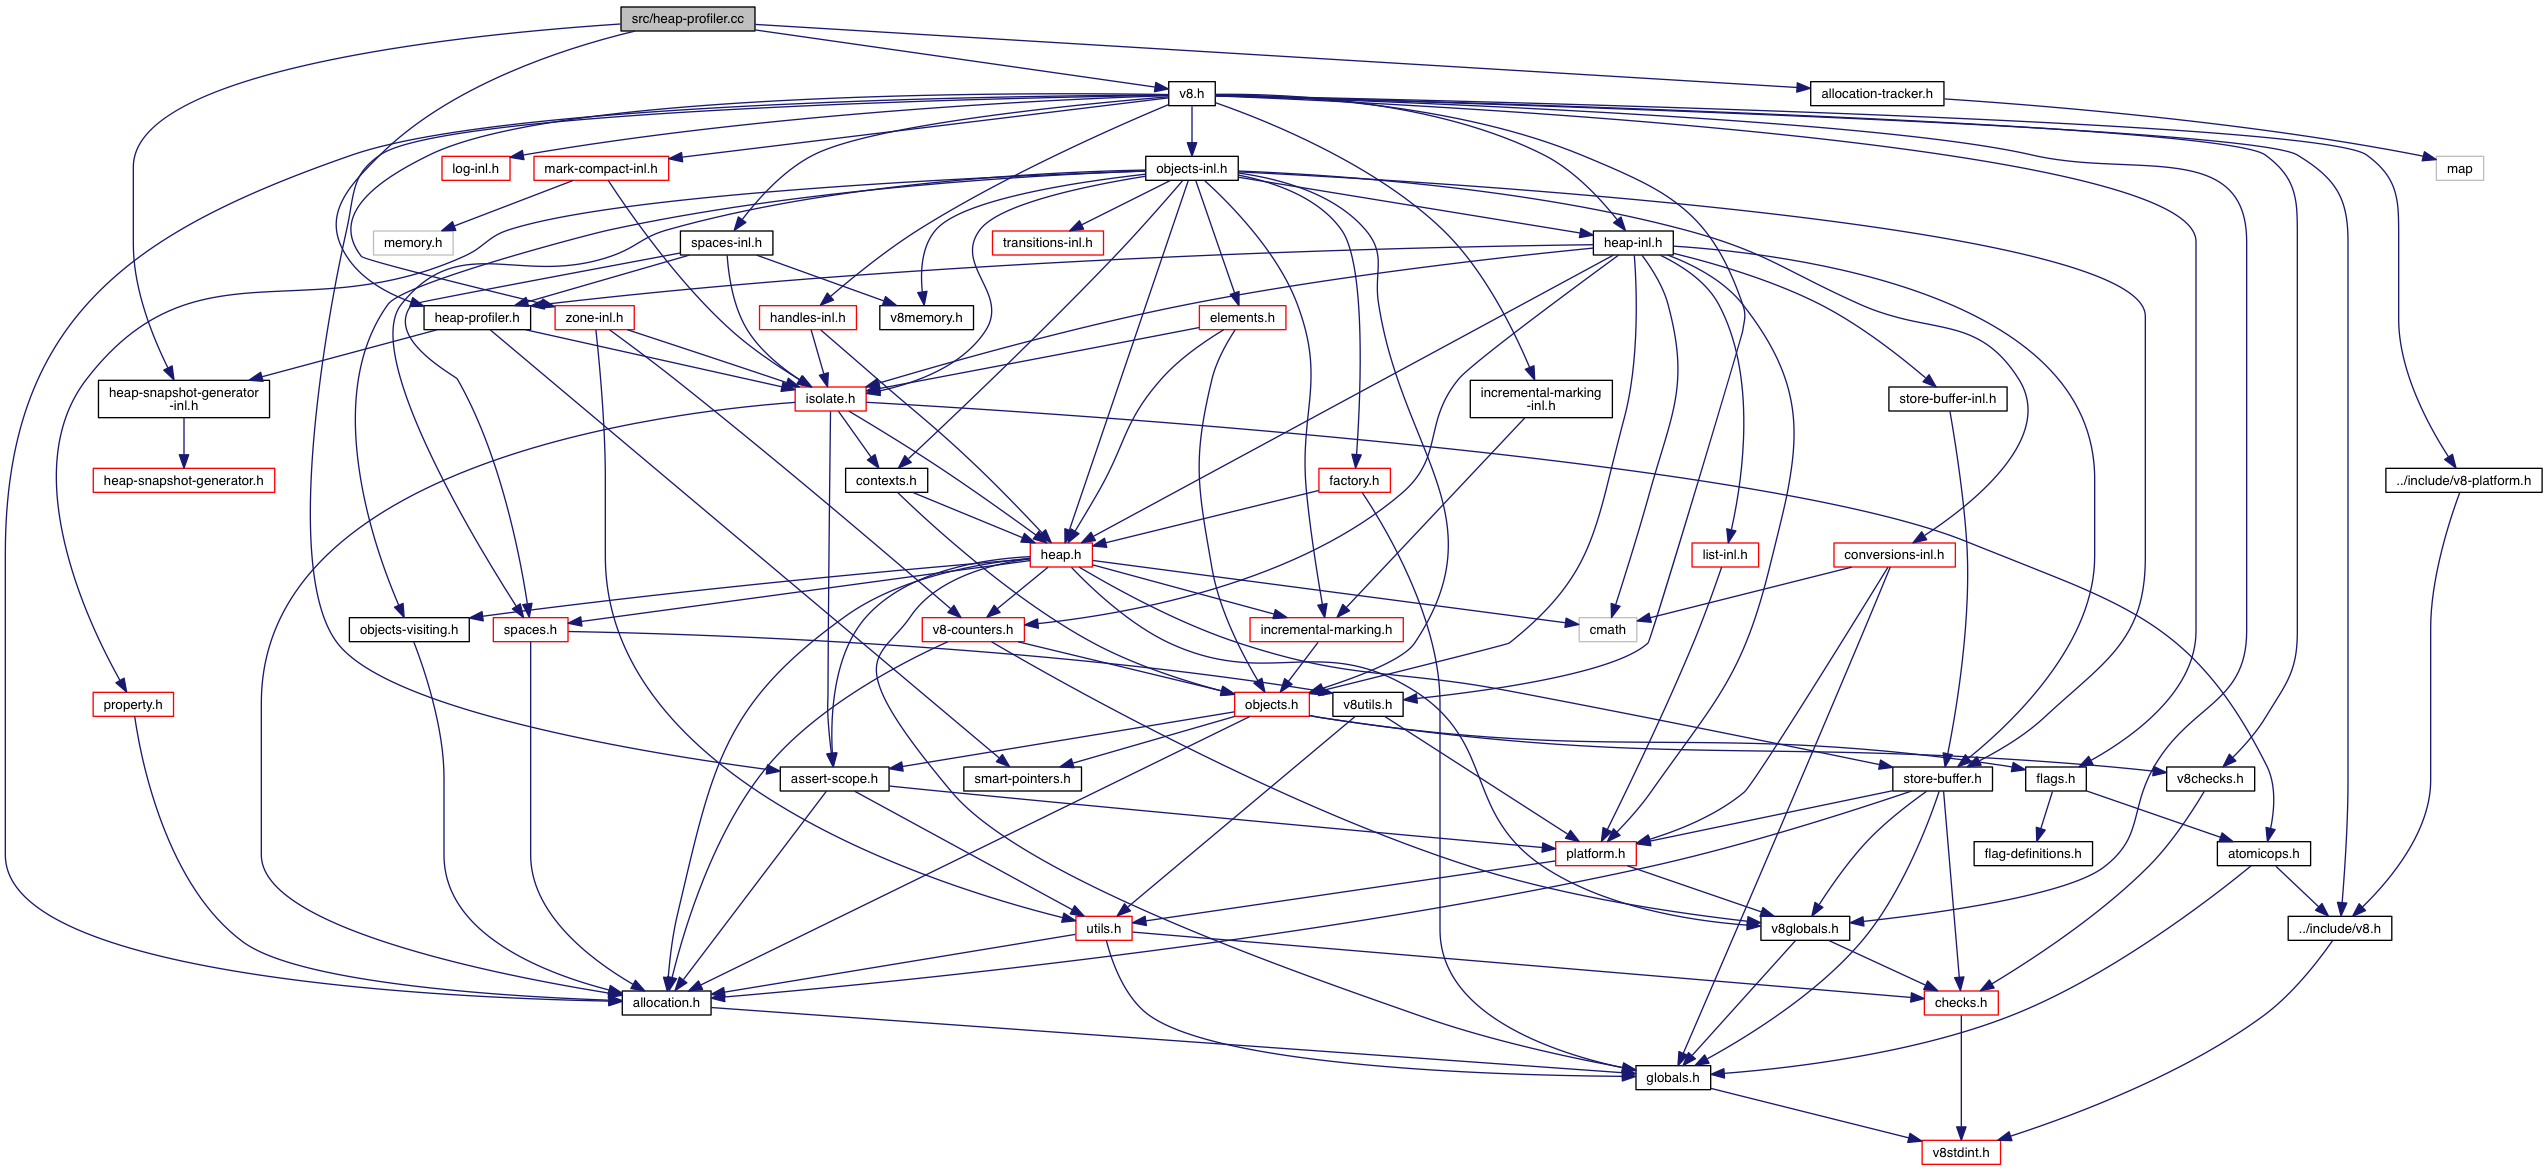 src/heap-profiler.cc
v8.h
allocation-tracker.h
log-inl.h
mark-compact-inl.h
objects-inl.h
map
memory.h
spaces-inl.h
transitions-inl.h
heap-inl.h
heap-profiler.h
zone-inl.h
handles-inl.h
v8memory.h
elements.h
heap-snapshot-generator
-inl.h
isolate.h
incremental-marking
-inl.h
store-buffer-inl.h
heap-snapshot-generator.h
contexts.h
factory.h
../include/v8-platform.h
heap.h
list-inl.h
conversions-inl.h
objects-visiting.h
spaces.h
v8-counters.h
incremental-marking.h
cmath
property.h
objects.h
v8utils.h
assert-scope.h
smart-pointers.h
store-buffer.h
flags.h
v8checks.h
platform.h
flag-definitions.h
atomicops.h
utils.h
v8globals.h
../include/v8.h
allocation.h
checks.h
globals.h
v8stdint.h